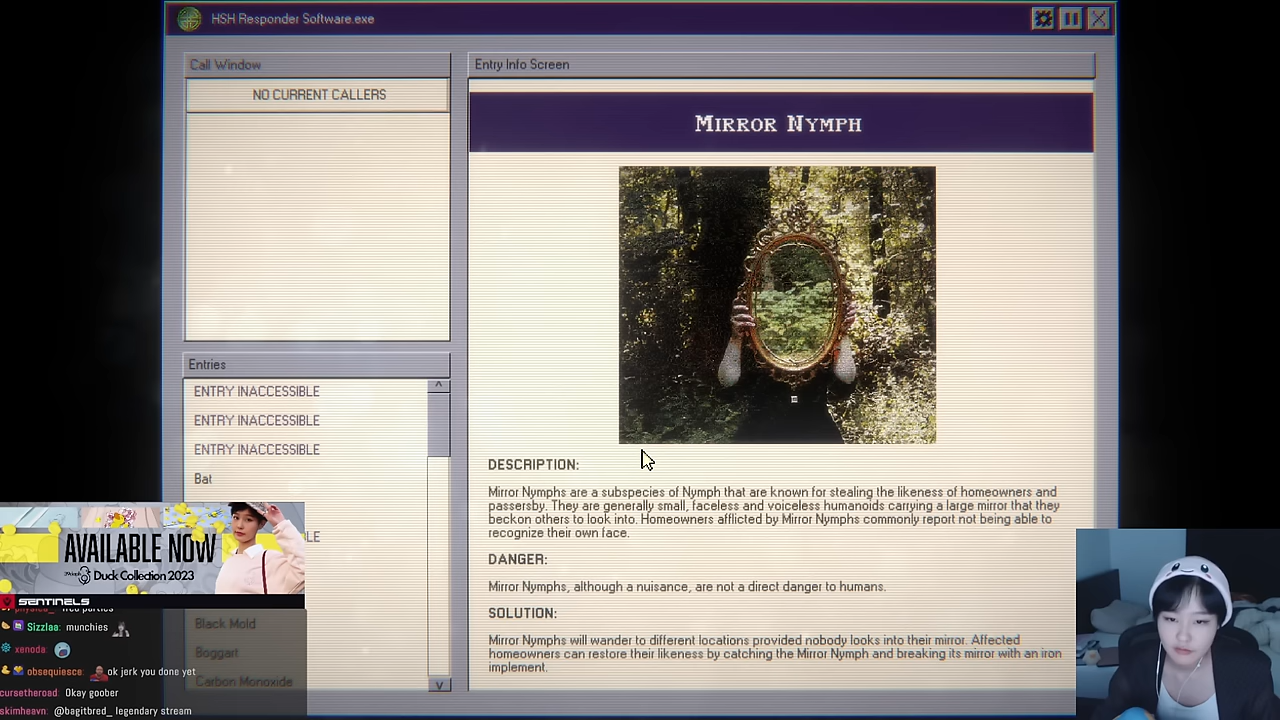 HSH Responder Software.exe
Call Window
NO CURRENT CALLERS
Entry Info Screen
MIRROR NYMPH
Entries
ENTRY INACCESSIBLE
ENTRY INACCESSIBLE
ENTRY INACCESSIBLE
Bat
LE
Black Mold
Boggart
Carbon Monoxide
DESCRIPTION:
Mirror Nymphs are a subspecies of Nymph that are known for stealing the likeness of homeowners and
passersby. They are generally small, faceless and voiceless humanoids carrying a large mirror that they
beckon others to look into. Homeowners afflicted by Mirror Nymphs commonly report not being able to
recognize their own face.
DANGER:
Mirror Nymphs, although a nuisance, are not a direct danger to humans.
SOLUTION:
Mirror Nymphs will wander to different locations provided nobody looks into their mirror. Affected
homeowners can restore their likeness by catching the Mirror Nymph and breaking its mirror with an iron
implement.
AVAILABLE NOW
Duck Collection 2023
SENTINELS
Sizzlaa: munchies
xenoda:
obsequiesce: ok jerk you done yet
cursetheroad: Okay goober
skimheavn: @bagitbred_ legendary stream